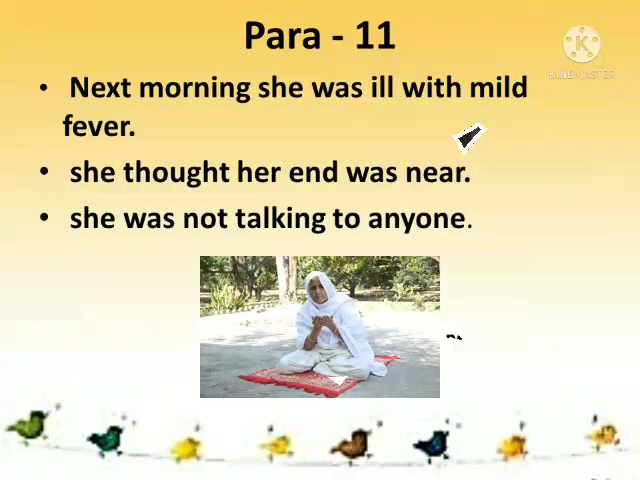 Para - 11
K
KINEMASTER
• Next morning she was ill with mild
fever.
• she thought her end was near.
• she was not talking to anyone.